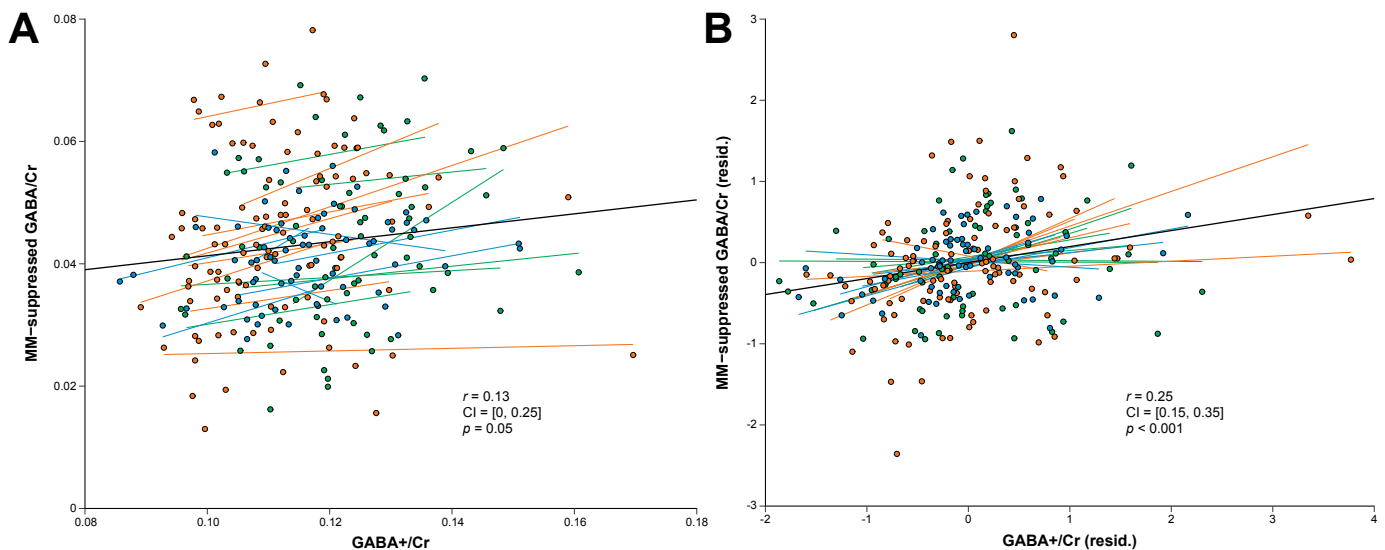 A
0.08
0.06
0.04
0.02
0
MM−suppressed GABA/Cr
r = 0.13
CI = [0, 0.25]
p = 0.05
0.08 0.10 0.12 0.14 0.16 0.18
GABA+/Cr
B
3
2
1
0
-1
-2
-3
MM−suppressed GABA/Cr (resid.)
r = 0.25
CI = [0.15, 0.35]
p < 0.001
-2 -1 0 1 2 3 4
GABA+/Cr (resid.)